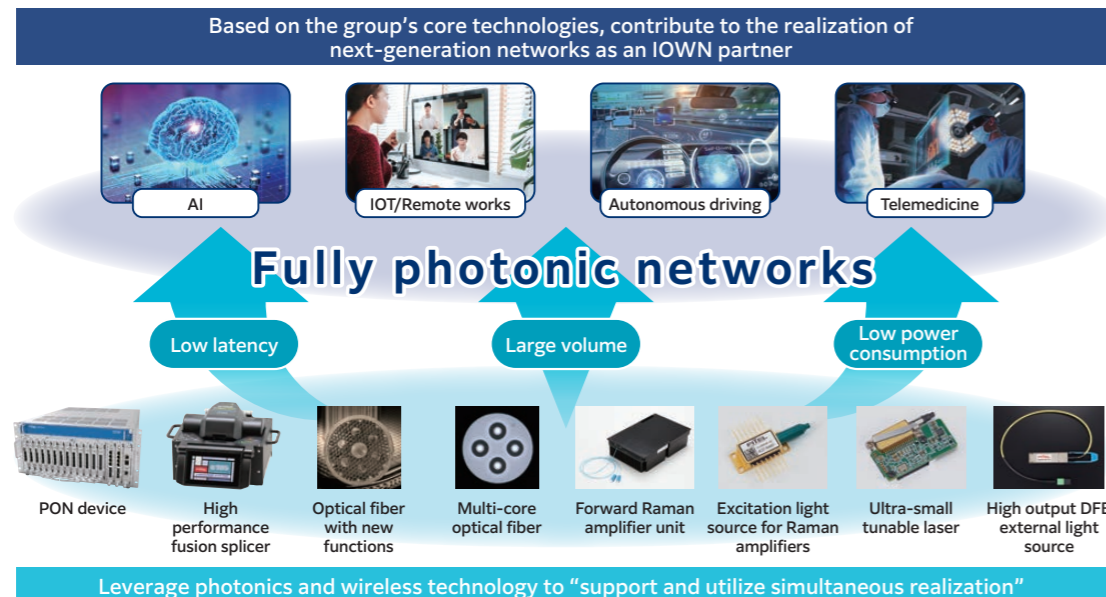 Based on the group's core technologies, contribute to the realization of
next-generation networks as an IOWN partner
AI
IOT/Remote works
Autonomous driving
Telemedicine
Fully photonic networks
Low latency
Large volume
Low power
consumption
PON device
High
performance
fusion splicer
Optical fiber
with new
functions
Multi-core
optical fiber
Forward Raman
amplifier unit
Excitation light
source for Raman
amplifiers
Ultra-small
tunable laser
High output DFB
external light
source
Leverage photonics and wireless technology to “support and utilize simultaneous realization”